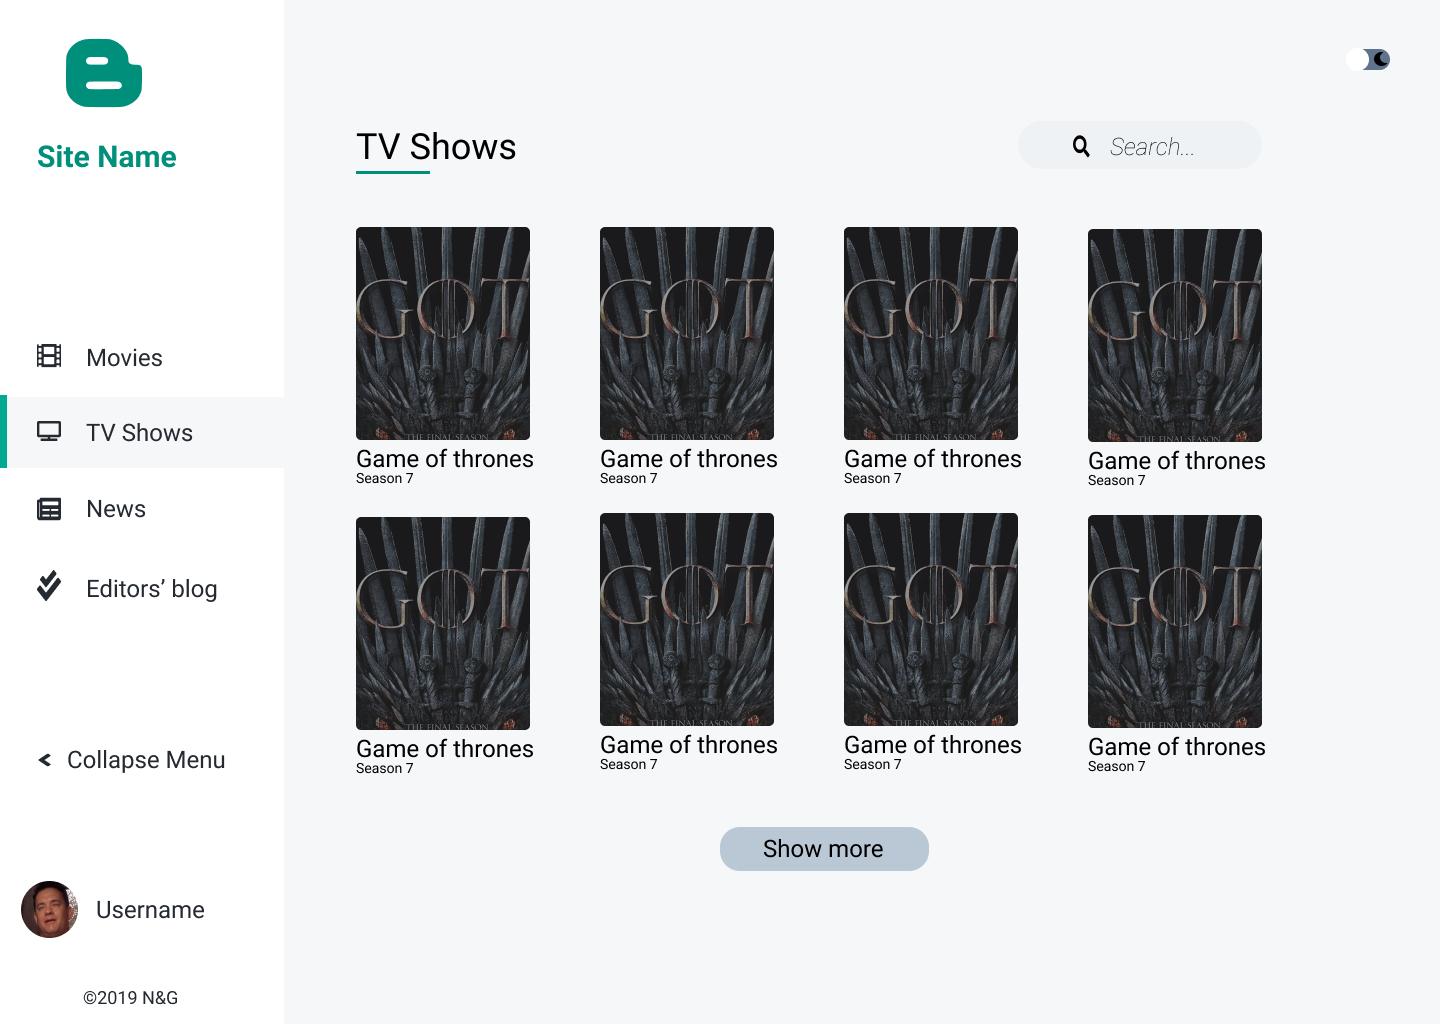 Site Name
Movies
TV Shows
News
Editors’ blog
Collapse Menu
Username
©2019 N&G
TV Shows
Search...
GOT
THE FINAL SEASON
Game of thrones
Season 7
GOT
THE FINAL SEASON
Game of thrones
Season 7
GOT
THE FINAL SEASON
Game of thrones
Season 7
GOT
THE FINAL SEASON
Game of thrones
Season 7
GOT
THE FINAL SEASON
Game of thrones
Season 7
GOT
THE FINAL SEASON
Game of thrones
Season 7
GOT
THE FINAL SEASON
Game of thrones
Season 7
GOT
THE FINAL SEASON
Game of thrones
Season 7
Show more